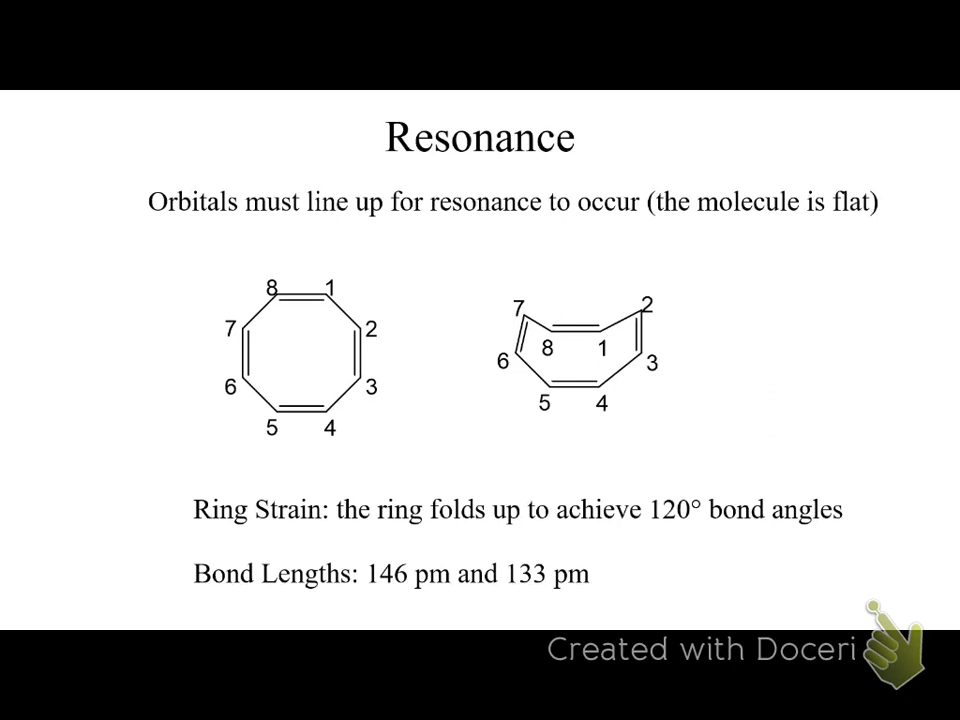 Resonance
Orbitals must line up for resonance to occur (the molecule is flat)
8 1
7 2
6 3
5 4
7 2
8 1
6 3
5 4
Ring Strain: the ring folds up to achieve 120° bond angles
Bond Lengths: 146 pm and 133 pm
Created with Doceri